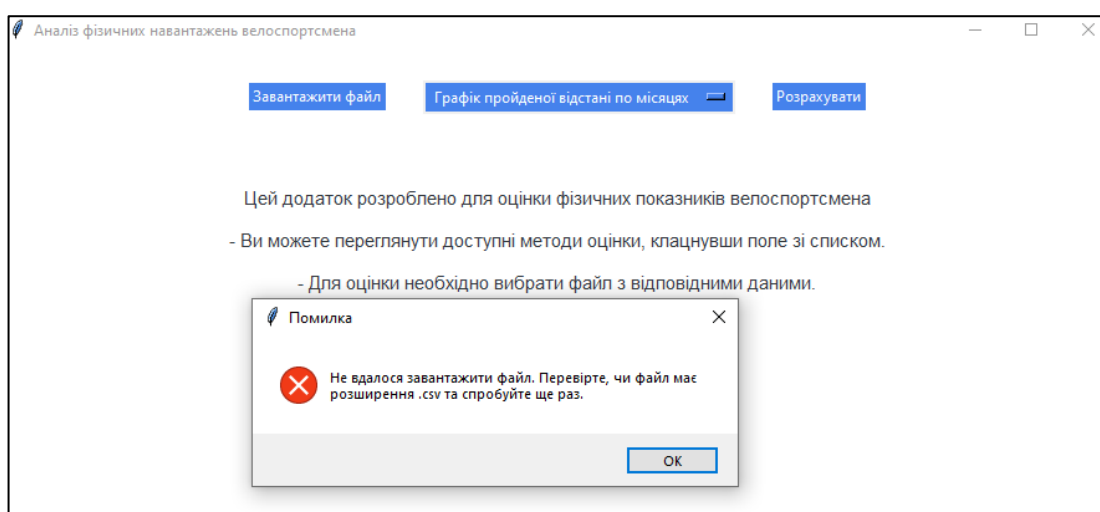 Аналіз фізичних навантажень велоспортсмена
Завантажити файл
Графік пройденої відстані по місяцях
Розрахувати
Цей додаток розроблено для оцінки фізичних показників велоспортсмена
- Ви можете переглянути доступні методи оцінки, клацнувши поле зі списком.
- Для оцінки необхідно вибрати файл з відповідними даними.
Помилка
Не вдалося завантажити файл. Перевірте, чи файл має
розширення .csv та спробуйте ще раз.
ОК